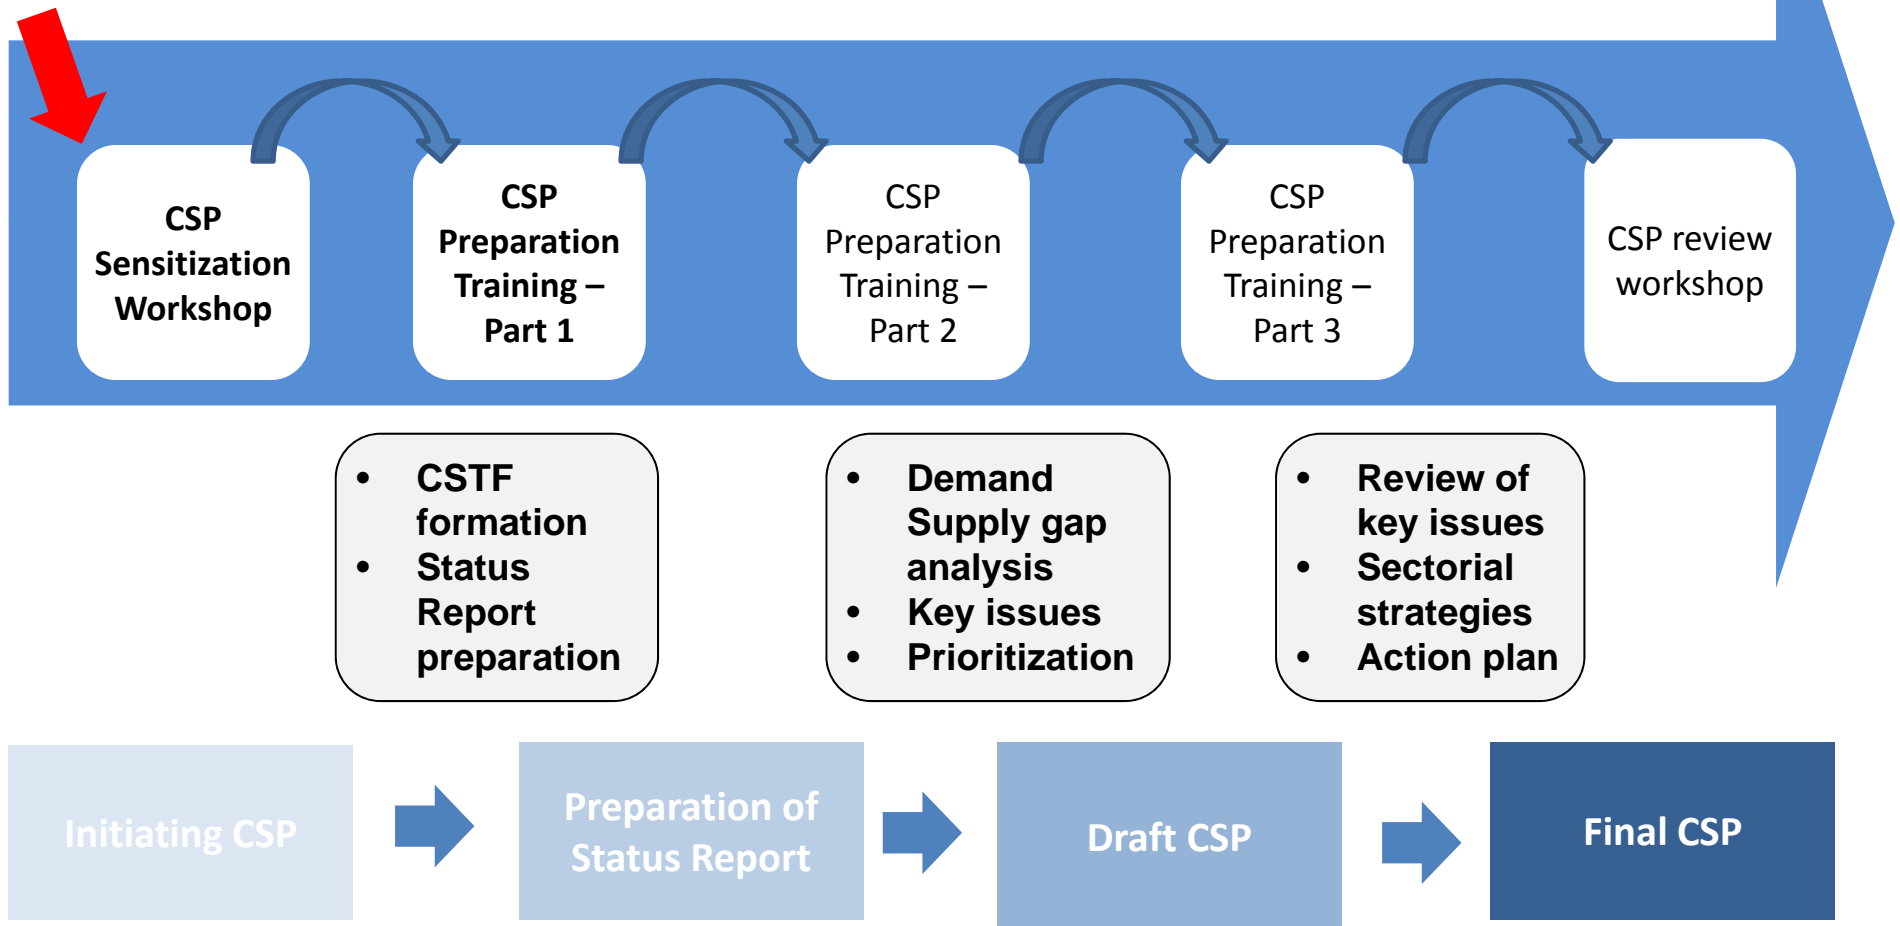 CSP
Sensitization
Workshop
CSP
Preparation
Training –
Part 1
CSP
Preparation
Training –
Part 2
CSP
Preparation
Training –
Part 3
CSP review
workshop
• CSTF
formation
• Status
Report
preparation
• Demand
Supply gap
analysis
• Key issues
• Prioritization
• Review of
key issues
• Sectorial
strategies
• Action plan
Initiating CSP
Preparation of
Status Report
Draft CSP
Final CSP